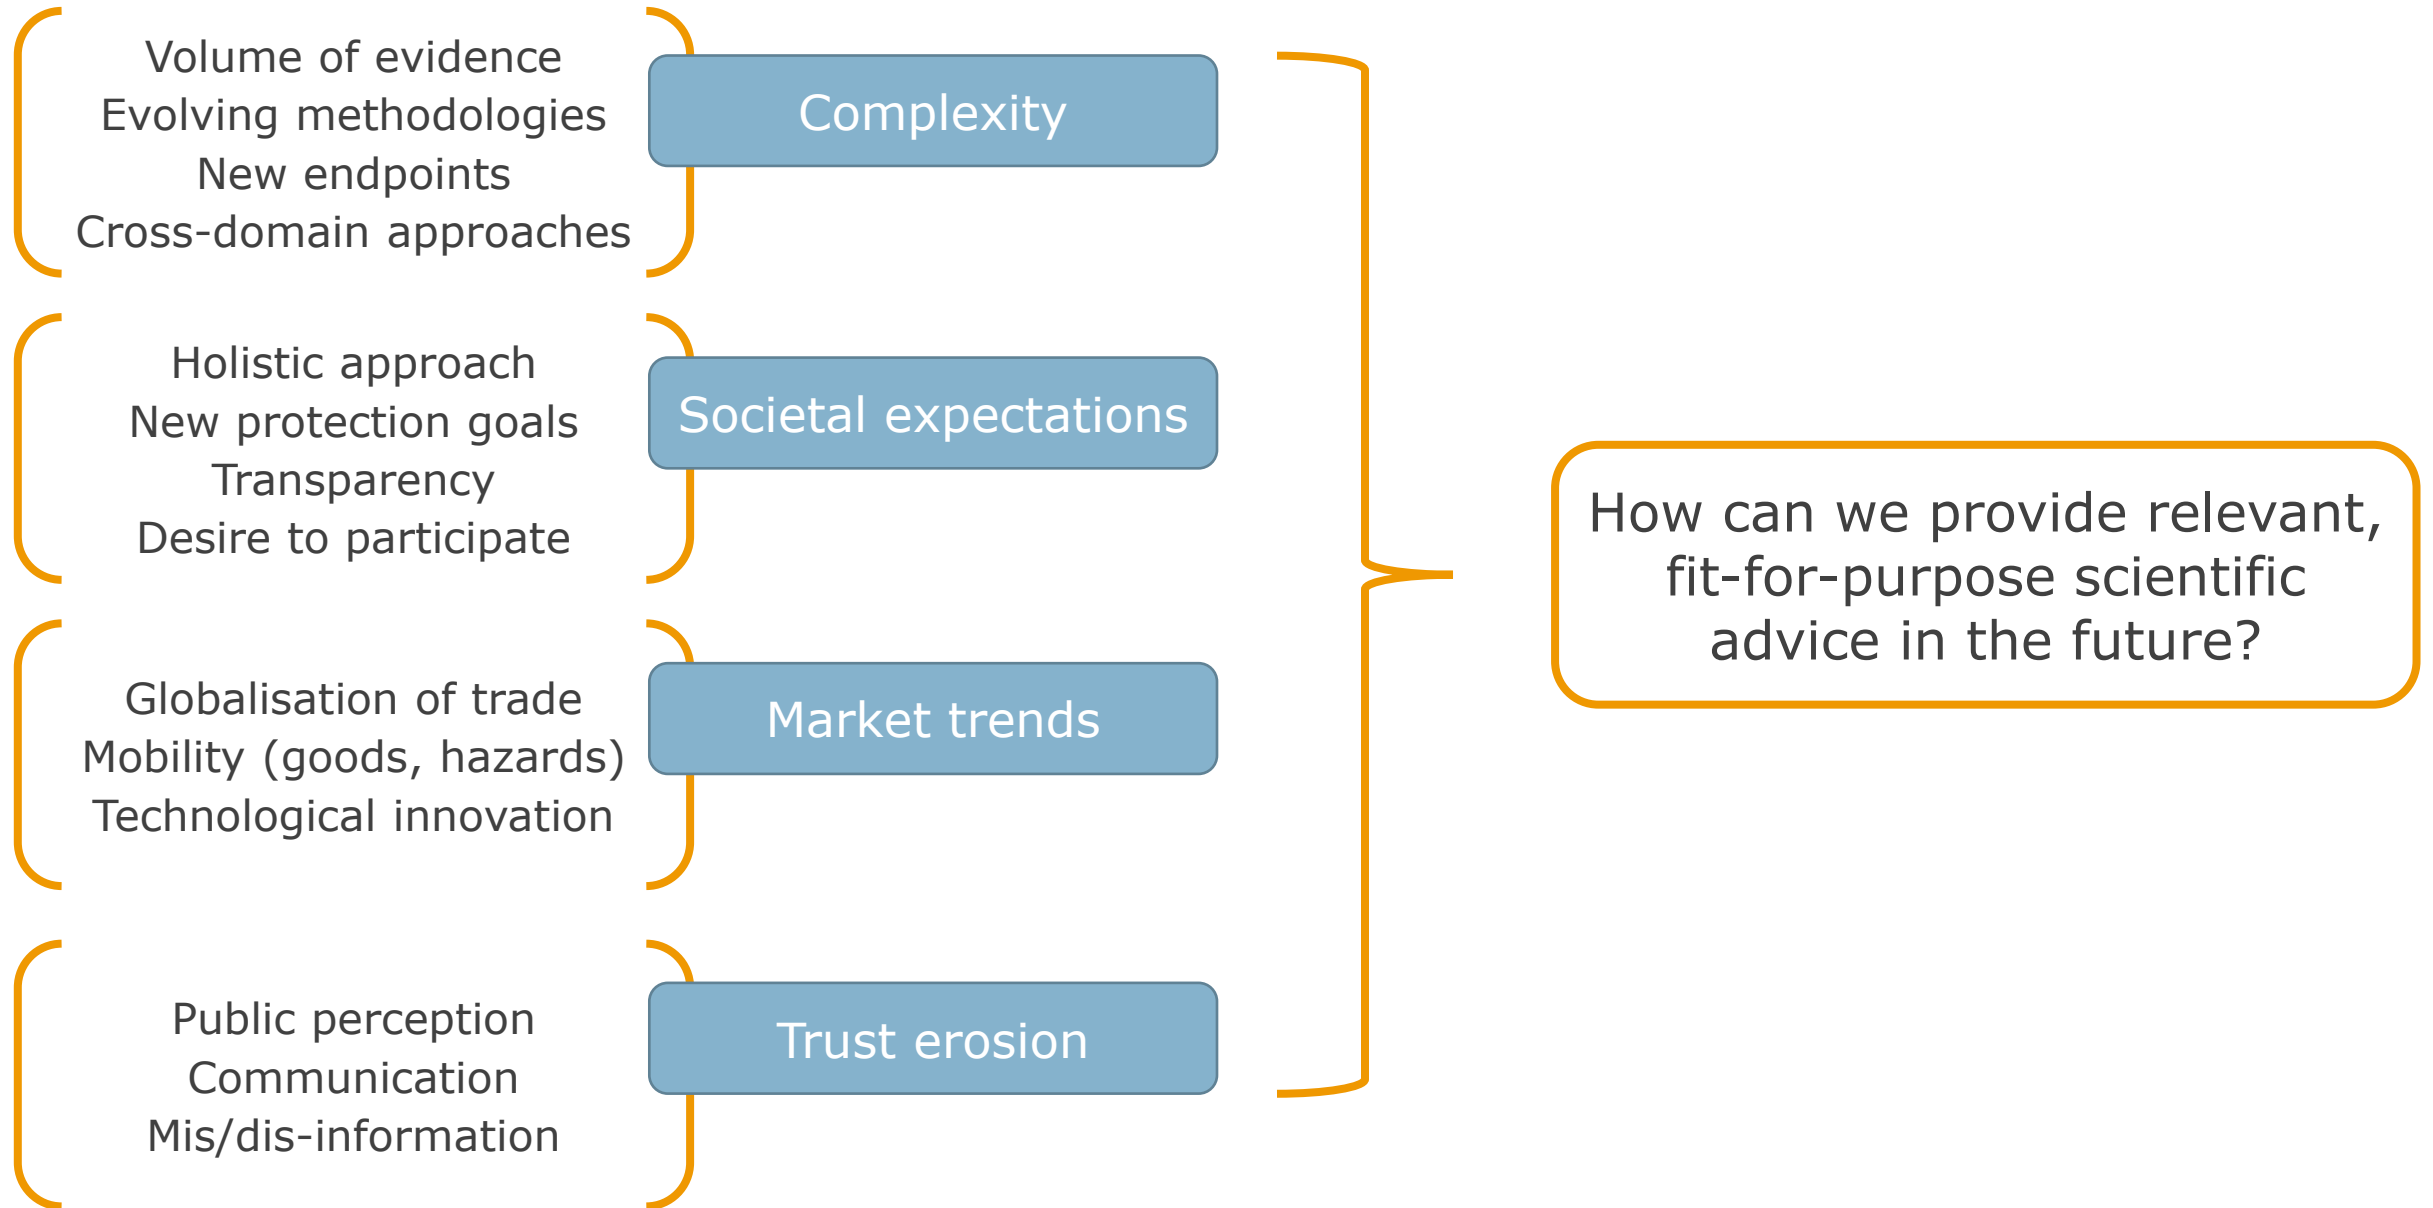 Volume of evidence
Evolving methodologies
New endpoints
Cross-domain approaches
Complexity
Holistic approach
New protection goals
Transparency
Desire to participate
Societal expectations
Globalisation of trade
Mobility (goods, hazards)
Technological innovation
Market trends
Public perception
Communication
Mis/dis-information
Trust erosion
How can we provide relevant,
fit-for-purpose scientific
advice in the future?